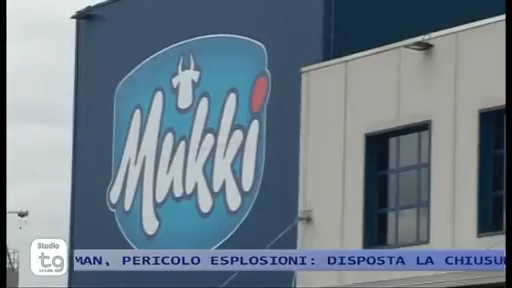 Mukki
Studio
tg
MAN, PERICOLO ESPLOSIONI: DISPOSTA LA CHIUSU